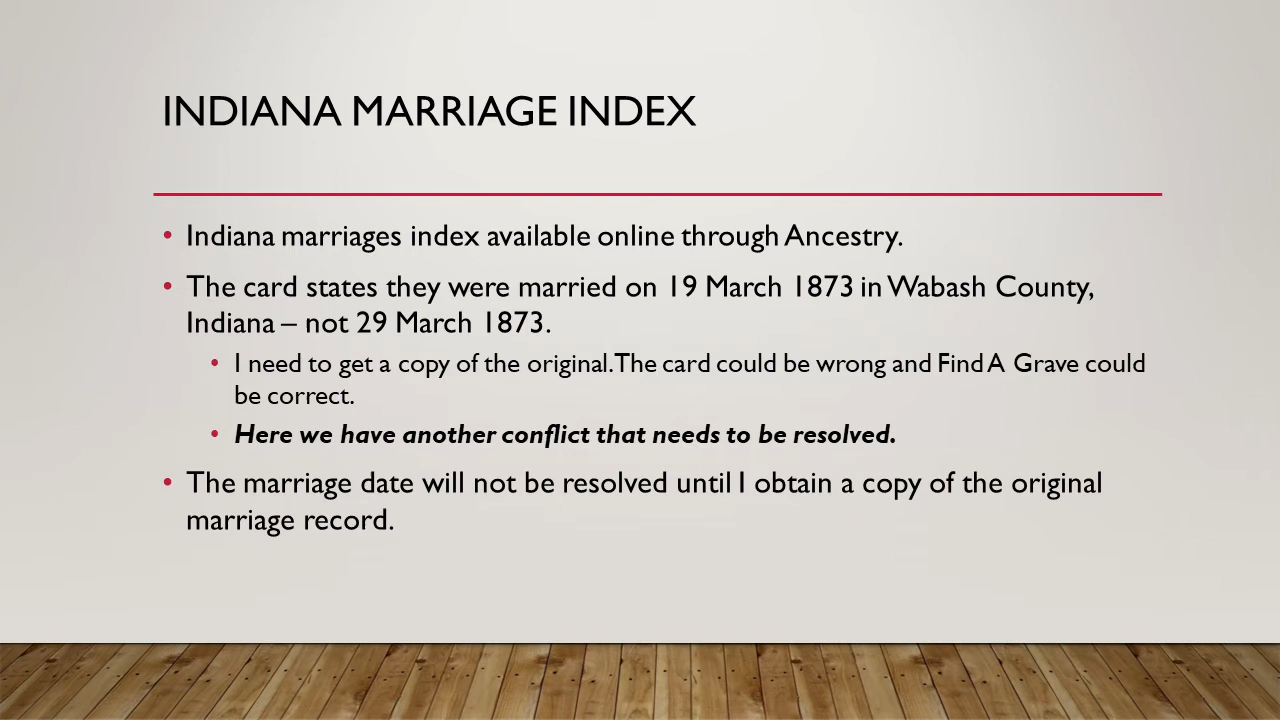 INDIANA MARRIAGE INDEX
• Indiana marriages index available online through Ancestry.
• The card states they were married on 19 March 1873 in Wabash County,
Indiana – not 29 March 1873.
• I need to get a copy of the original. The card could be wrong and Find A Grave could
be correct.
• Here we have another conflict that needs to be resolved.
• The marriage date will not be resolved until I obtain a copy of the original
marriage record.